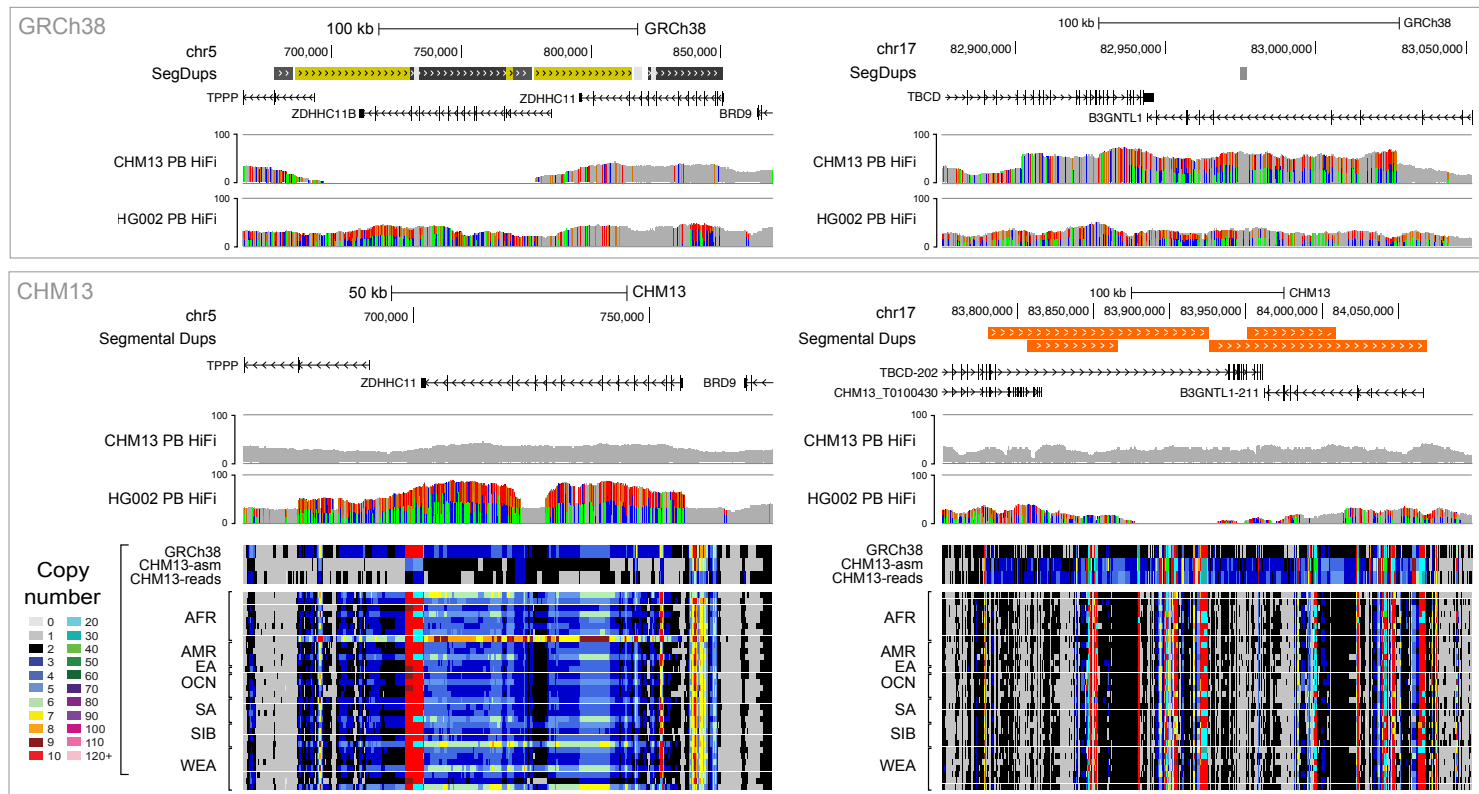 GRCh38
100 kb GRCh38
chr5 700,000 750,000 800,000 850,000
SegDups
TPPP ZDHHC11 BRD9
ZDHHC11B
100
CHM13 PB HiFi
0
100
HG002 PB HiFi
0
100 kb GRCh38
chr17 82,900,000 82,950,000 83,000,000 83,050,000
SegDups
TBCD
B3GNTL1
100
CHM13 PB HiFi
0
100
HG002 PB HiFi
0
CHM13
50 kb CHM13
chr5 700,000 750,000
Segmental Dups
TPPP
ZDHHC11 BRD9
100
CHM13 PB HiFi
0
100
HG002 PB HiFi
0
GRCh38
CHM13-asm
CHM13-reads
AFR
AMR
EA
OCN
SA
SIB
WEA
Copy
number
0 20
1 30
2 40
3 50
4 60
5 70
6 80
7 90
8 100
9 110
10 120+
100 kb CHM13
chr17 83,800,000 83,850,000 83,900,000 83,950,000 84,000,000 84,050,000
Segmental Dups
TBCD-202
CHM13_T0100430 B3GNTL1-211
100
CHM13 PB HiFi
0
100
HG002 PB HiFi
0
GRCh38
CHM13-asm
CHM13-reads
AFR
AMR
EA
OCN
SA
SIB
WEA